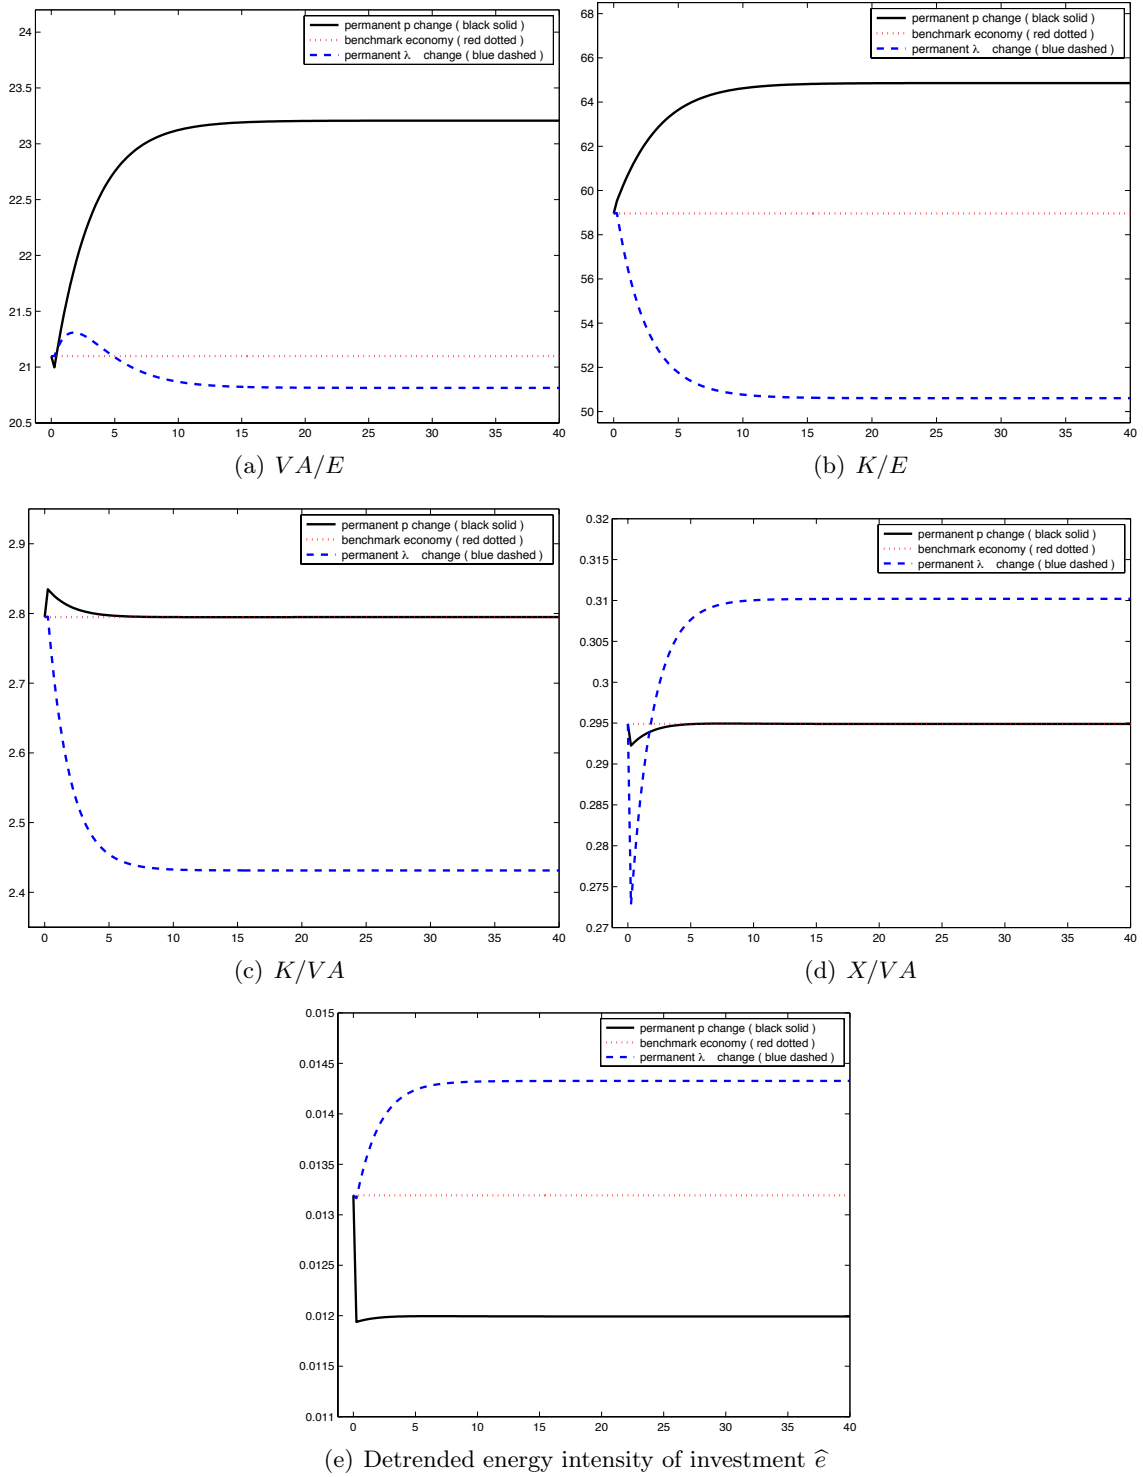 24
23.5
23
22.5
22
21.5
21
20.5
0 5 10 15 20 25 30 35 40
permanent p change ( black solid )
benchmark economy ( red dotted )
permanent λ change ( blue dashed )
(a) VA/E
68
66
64
62
60
58
56
54
52
50
0 5 10 15 20 25 30 35 40
permanent p change ( black solid )
benchmark economy ( red dotted )
permanent λ change ( blue dashed )
(b) K/E
2.9
2.8
2.7
2.6
2.5
2.4
0 5 10 15 20 25 30 35 40
permanent p change ( black solid )
benchmark economy ( red dotted )
permanent λ change ( blue dashed )
(c) K/VA
0.32
0.315
0.31
0.305
0.3
0.295
0.29
0.285
0.28
0.275
0.27
0 5 10 15 20 25 30 35 40
permanent p change ( black solid )
benchmark economy ( red dotted )
permanent λ change ( blue dashed )
(d) X/VA
0.015
0.0145
0.014
0.0135
0.013
0.0125
0.012
0.0115
0.011
0 5 10 15 20 25 30 35 40
permanent p change ( black solid )
benchmark economy ( red dotted )
permanent λ change ( blue dashed )
(e) Detrended energy intensity of investment ê